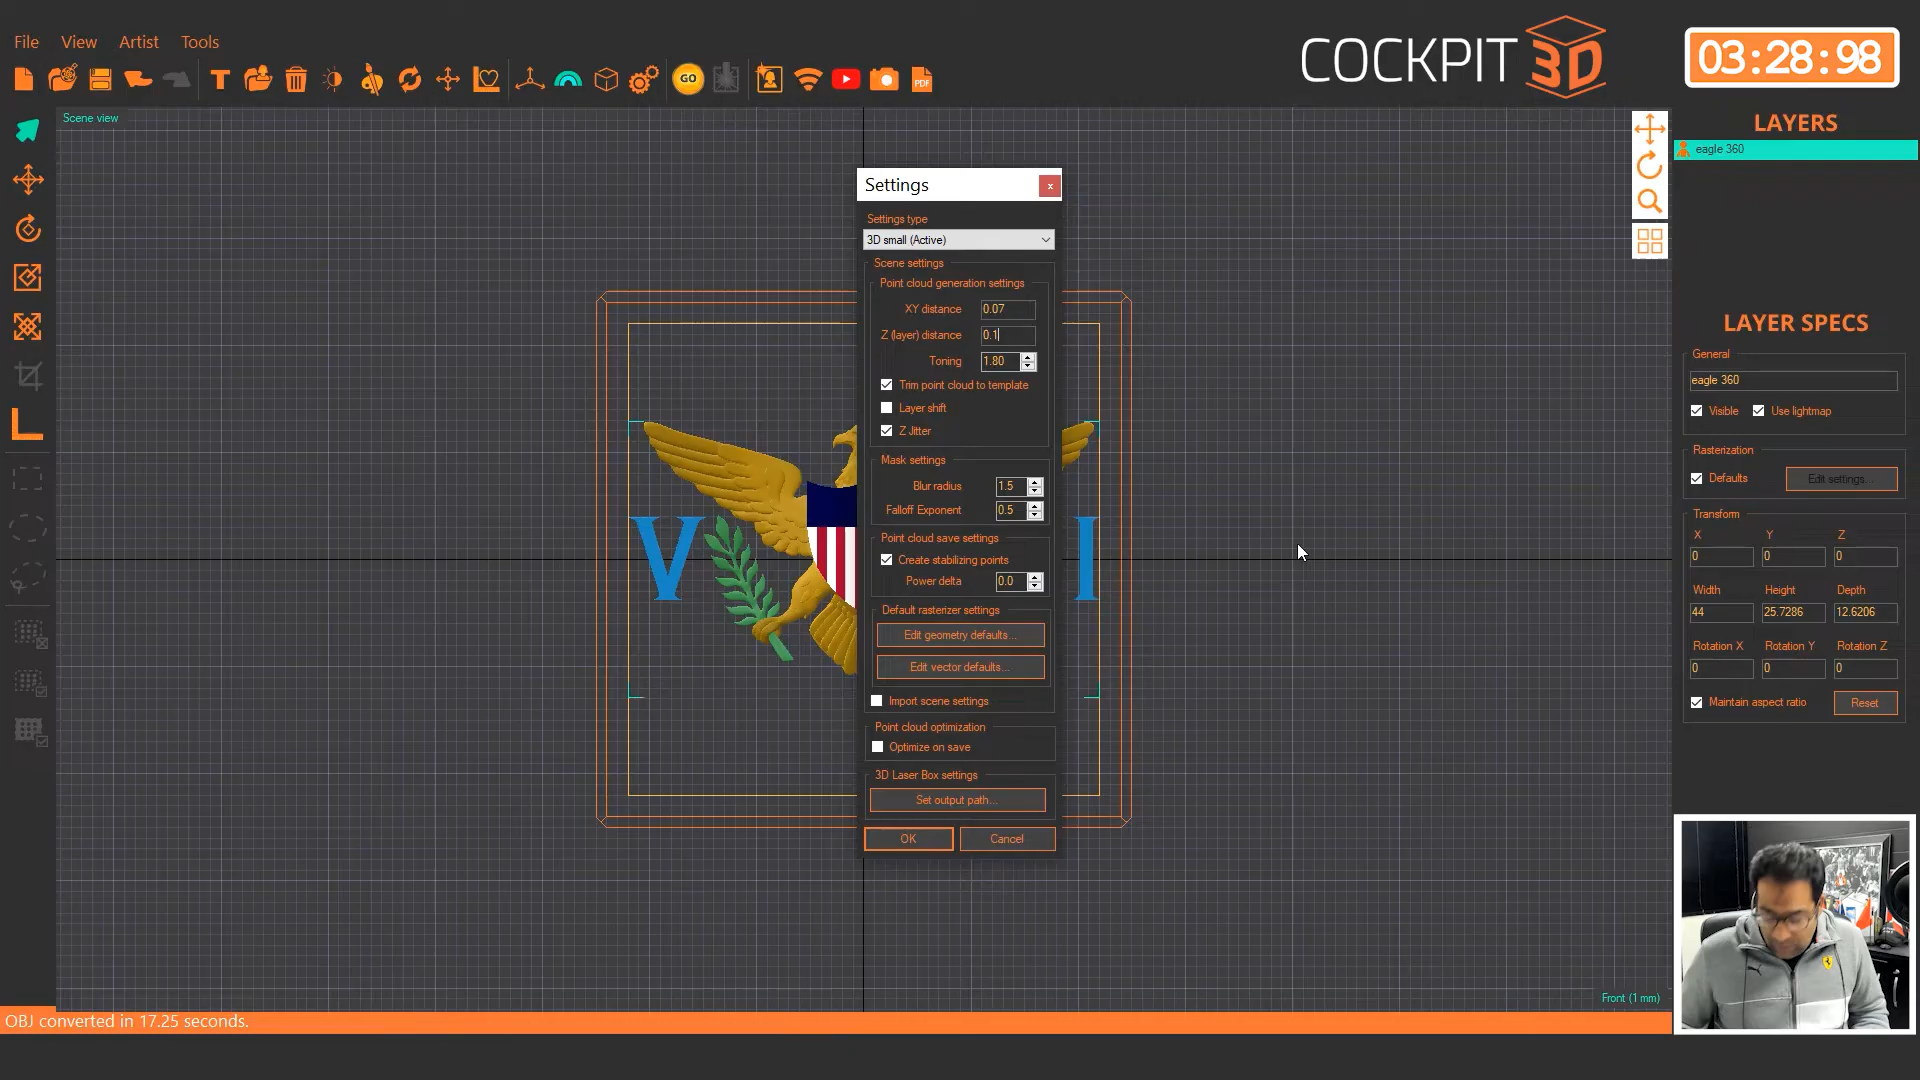 File View Artist Tools
COCKPIT 3D
03:28:98
T
GO
PDF
Scene view
LAYERS
eagle 360
Settings
x
Settings type
3D small (Active)
Scene settings
Point cloud generation settings
XY distance 0.07
Z (layer) distance 0.1
Toning 1.80
Trim point cloud to template
Layer shift
Z Jitter
Mask settings
Blur radius 1.5
Falloff Exponent 0.5
Point cloud save settings
Create stabilizing points
Power delta 0.0
Default rasterizer settings
Edit geometry defaults...
Edit vector defaults...
Import scene settings
Point cloud optimization
Optimize on save
3D Laser Box settings
Set output path...
OK Cancel
V I
LAYER SPECS
General
eagle 360
Visible Use lightmap
Rasterization
Defaults Edit settings...
Transform
X Y Z
0 0 0
Width Height Depth
44 25.7286 12.6206
Rotation X Rotation Y Rotation Z
0 0 0
Maintain aspect ratio Reset
Front (1 mm)
OBJ converted in 17.25 seconds.